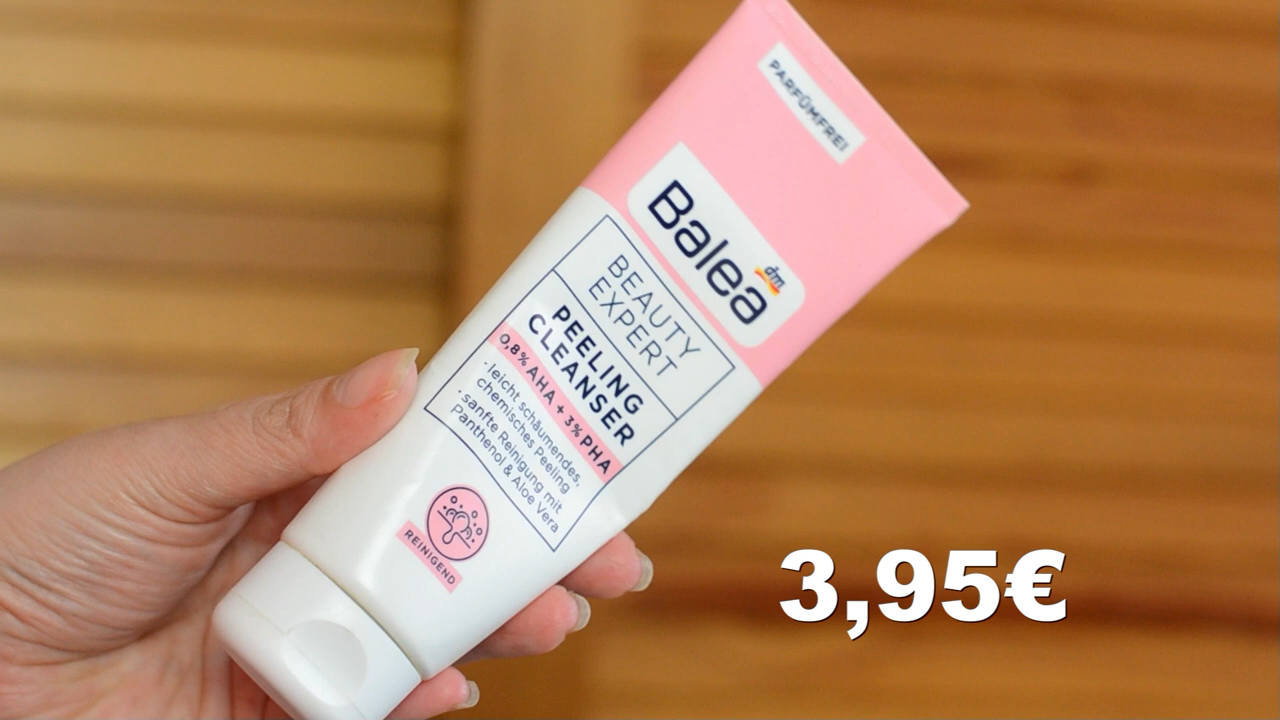 PARFÜMFREI
Balea
dm
BEAUTY
EXPERT
PEELING
CLEANSER
0,8% AHA + 3% PHA
· leicht schäumendes,
chemisches Peeling
· sanfte Reinigung mit
Panthenol & Aloe Vera
REINIGEND
3,95€